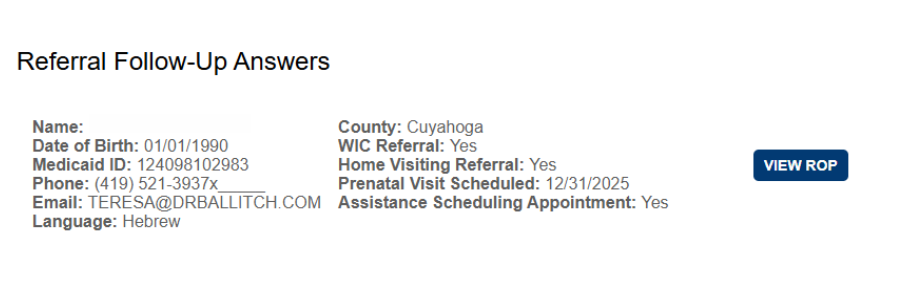 Referral Follow-Up Answers
Name:
Date of Birth: 01/01/1990
Medicaid ID: 124098102983
Phone: (419) 521-3937x_____
Email: TERESA@DRBALLITCH.COM
Language: Hebrew
County: Cuyahoga
WIC Referral: Yes
Home Visiting Referral: Yes
Prenatal Visit Scheduled: 12/31/2025
Assistance Scheduling Appointment: Yes
VIEW ROP